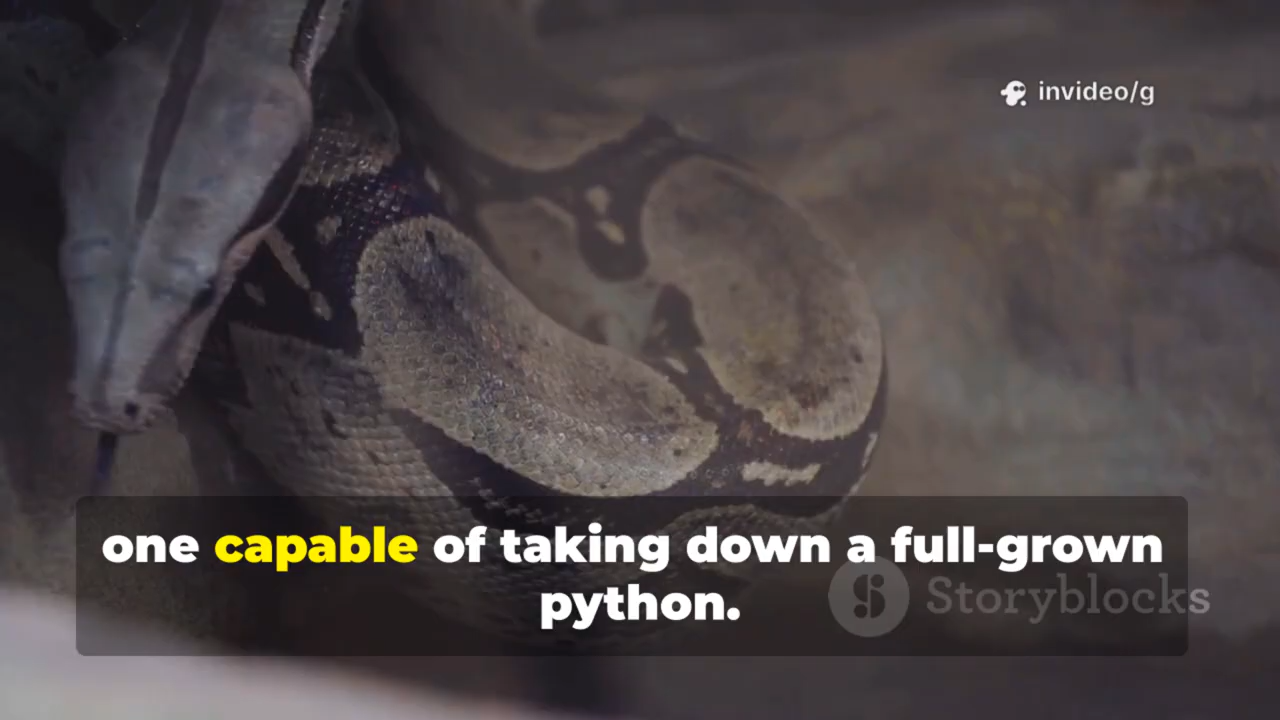 invideo/g
one capable of taking down a full-grown
python.
Storyblocks